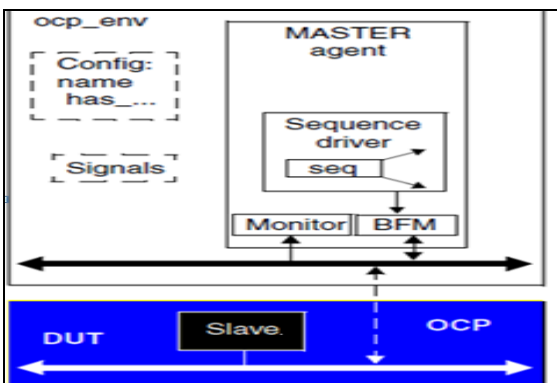 ocp_env
Config:
name
has_...
Signals
MASTER
agent
Sequence
driver
seq
Monitor
BFM
DUT
Slave.
OCP